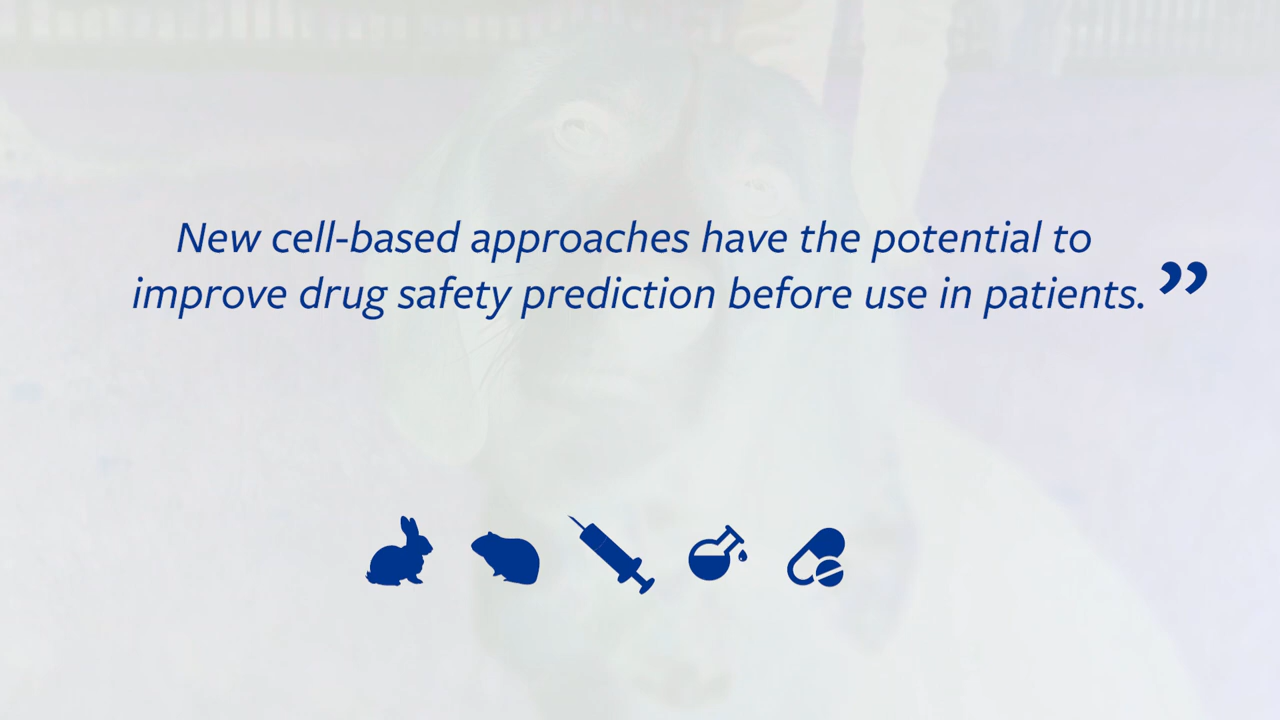 New cell-based approaches have the potential to
improve drug safety prediction before use in patients.”